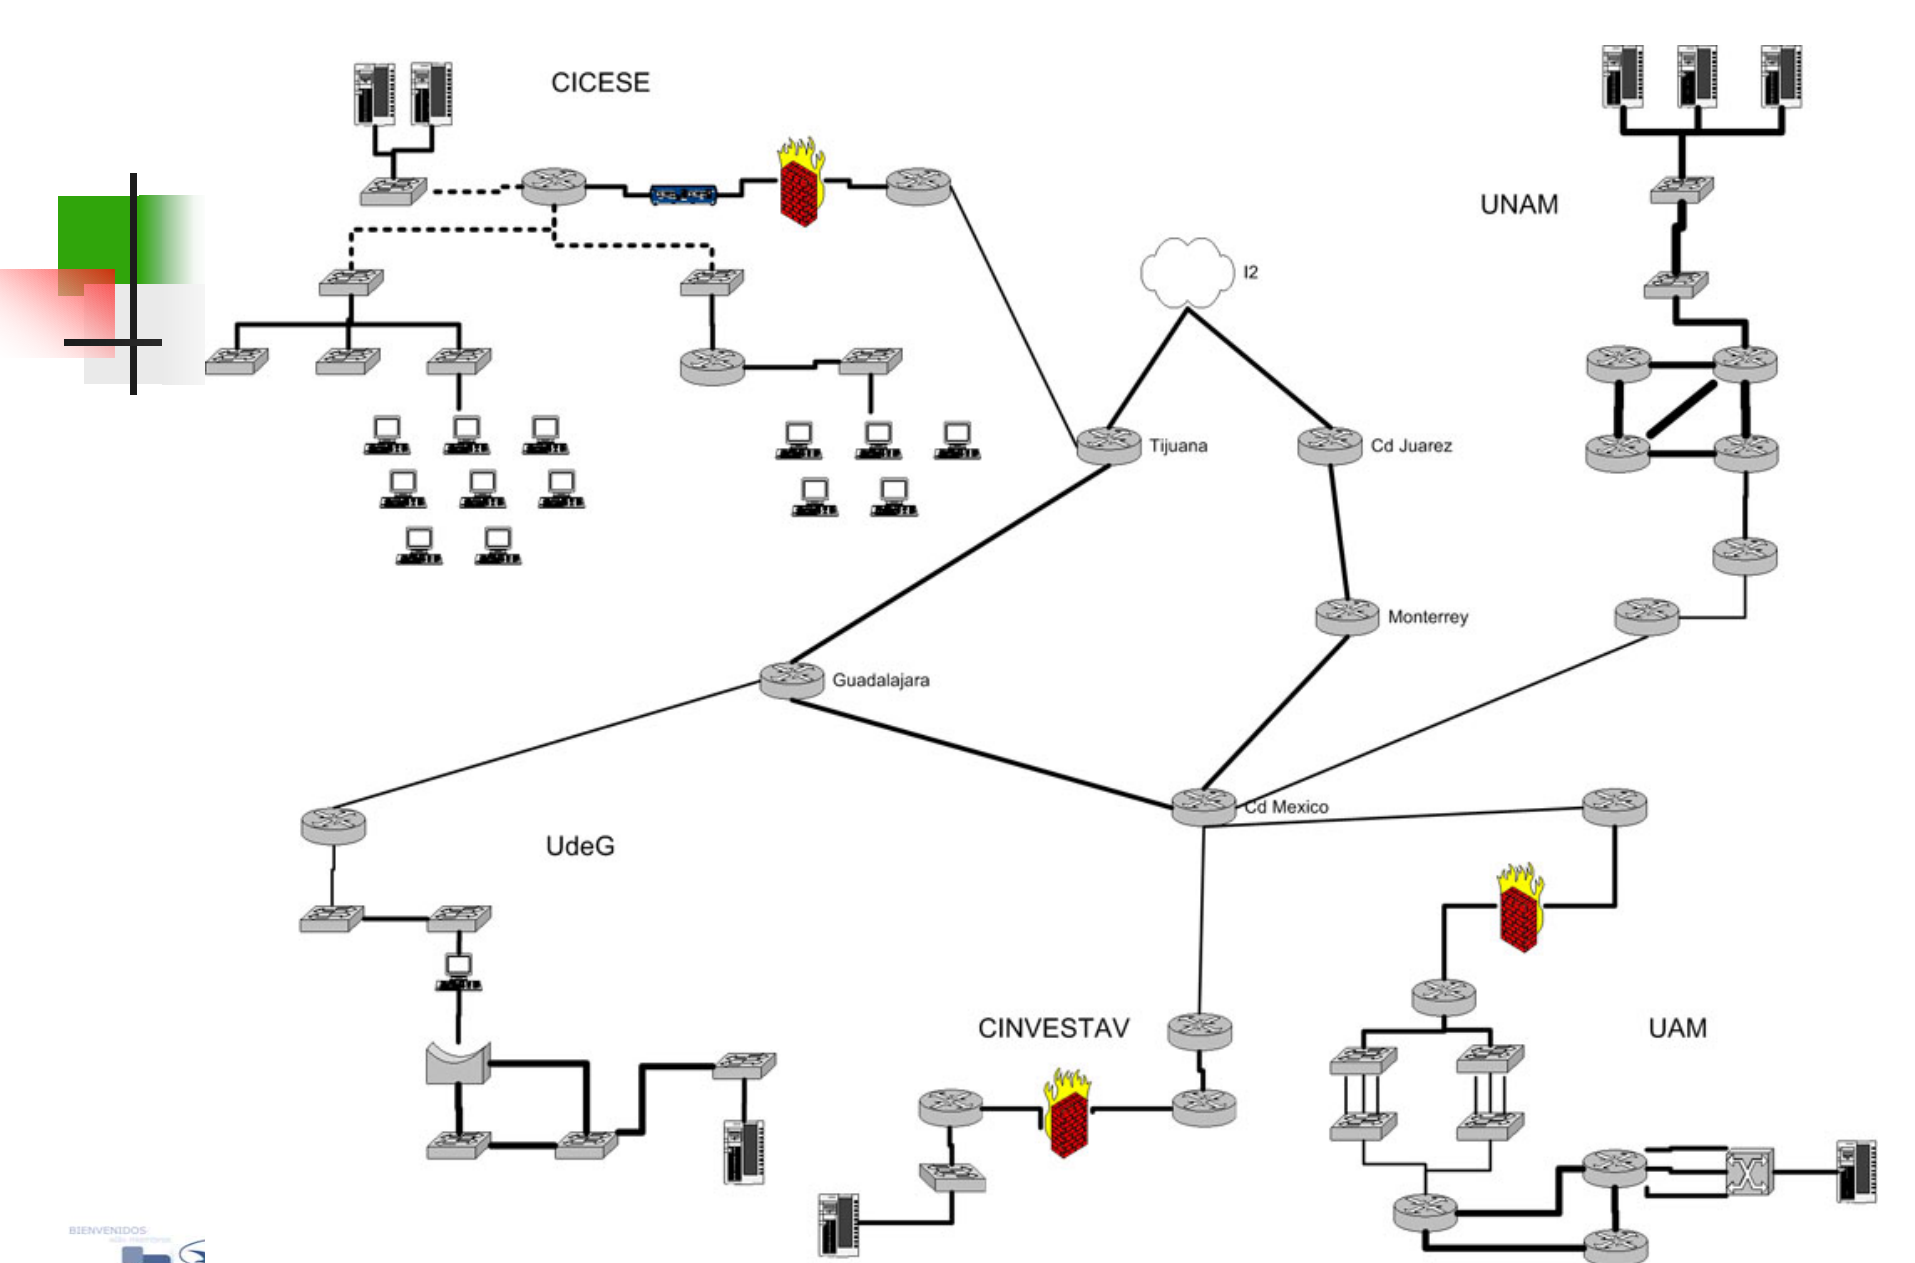 CICESE
UNAM
I2
Tijuana
Cd Juarez
Monterrey
Guadalajara
Cd Mexico
UdeG
CINVESTAV
UAM
BIENVENIDOS